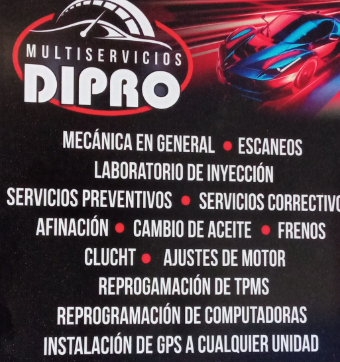 MULTISERVICIOS
DIPRO
MECÁNICA EN GENERAL • ESCANEOS
LABORATORIO DE INYECCIÓN
SERVICIOS PREVENTIVOS • SERVICIOS CORRECTIVO
AFINACIÓN • CAMBIO DE ACEITE • FRENOS
CLUCHT • AJUSTES DE MOTOR
REPROGAMACIÓN DE TPMS
REPROGRAMACIÓN DE COMPUTADORAS
INSTALACIÓN DE GPS A CUALQUIER UNIDAD